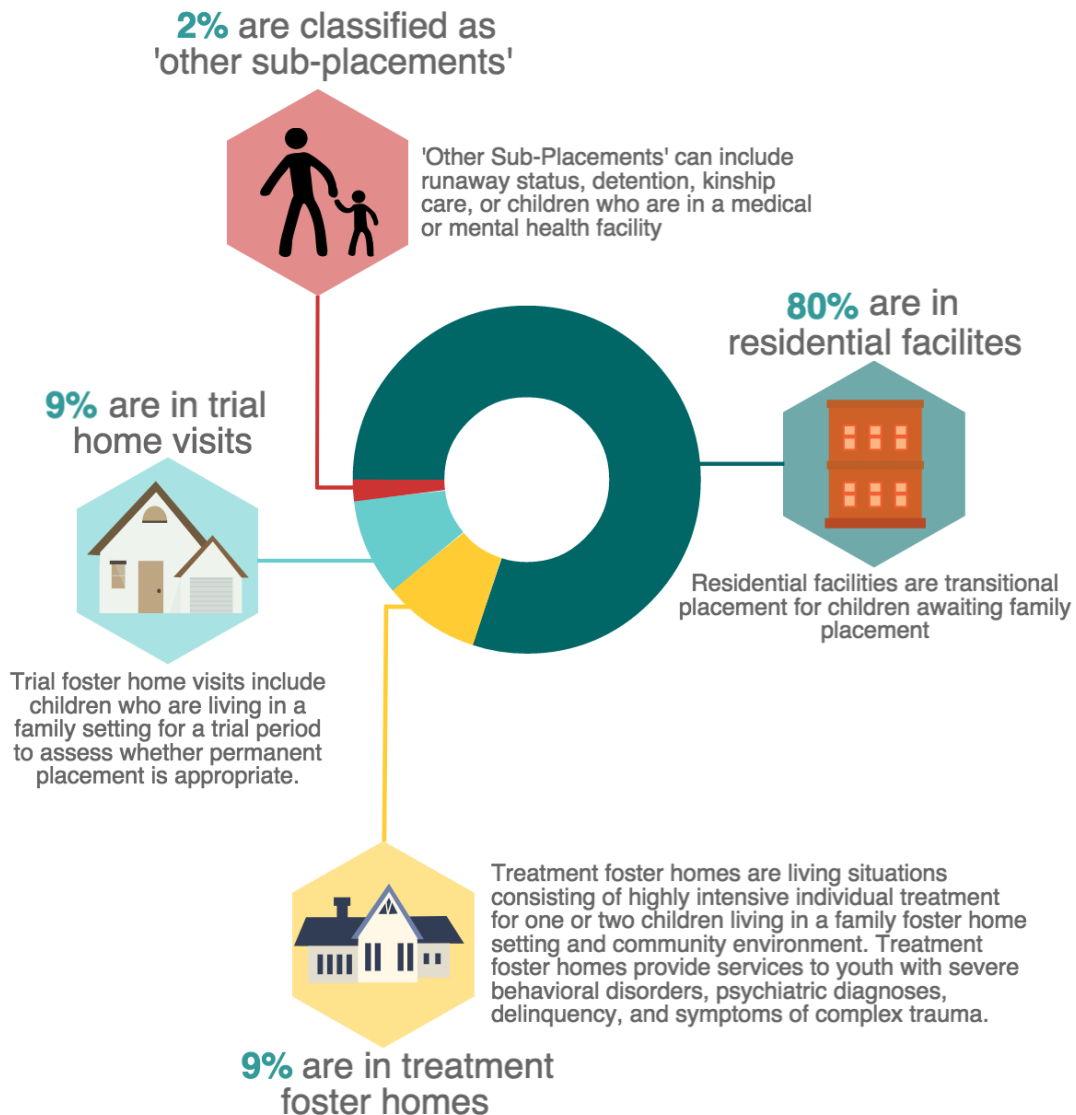 2% are classified as
'other sub-placements'
'Other Sub-Placements' can include
runaway status, detention, kinship
care, or children who are in a medical
or mental health facility
80% are in
residential facilites
Residential facilities are transitional
placement for children awaiting family
placement
9% are in trial
home visits
Trial foster home visits include
children who are living in a
family setting for a trial period
to assess whether permanent
placement is appropriate.
Treatment foster homes are living situations
consisting of highly intensive individual treatment
for one or two children living in a family foster home
setting and community environment. Treatment
foster homes provide services to youth with severe
behavioral disorders, psychiatric diagnoses,
delinquency, and symptoms of complex trauma.
9% are in treatment
foster homes